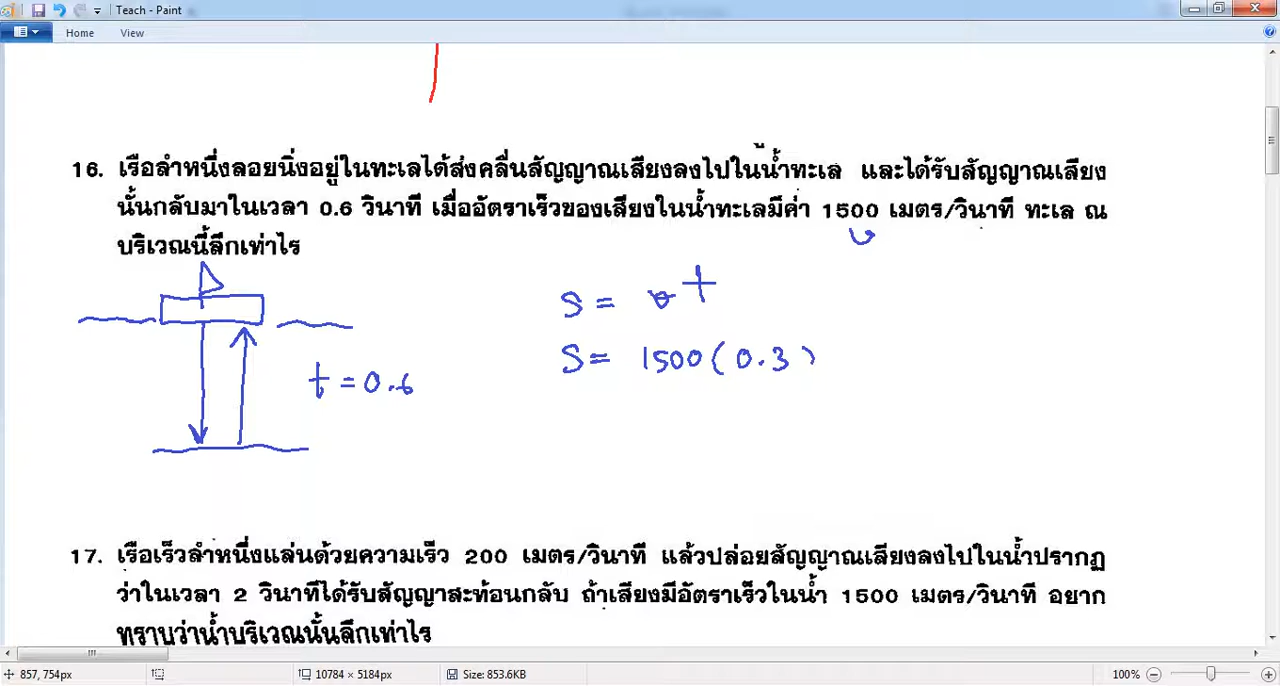 Teach - Paint
Home View
16. เรือลำหนึ่งลอยนิ่งอยู่ในทะเลได้ส่งคลื่นสัญญาณเสียงลงไปในน้ำทะเล และได้รับสัญญาณเสียง
นั้นกลับมาในเวลา 0.6 วินาที เมื่ออัตราเร็วของเสียงในน้ำทะเลมีค่ำ 1500 เมตร/วินาที ทะเล ณ
บริเวณนี้ลึกเท่าไร
S = vt
S = 1500(0.3)
t = 0.6
17. เรือเร็วลำหนึ่งแล่นด้วยความเร็ว 200 เมตร/วินาที แล้วปล่อยสัญญาณเสียงลงไปในน้ำปรากฏ
ว่าในเวลา 2 วินาทีได้รับสัญญาสะท้อนกลับ ถ้าเสียงมีอัตราเร็วในน้ำ 1500 เมตร/วินาที อยาก
ทราบว่าน้ำบริเวณนั้นลึกเท่าไร
857, 754px 10784 × 5184px Size: 853.6KB 100%